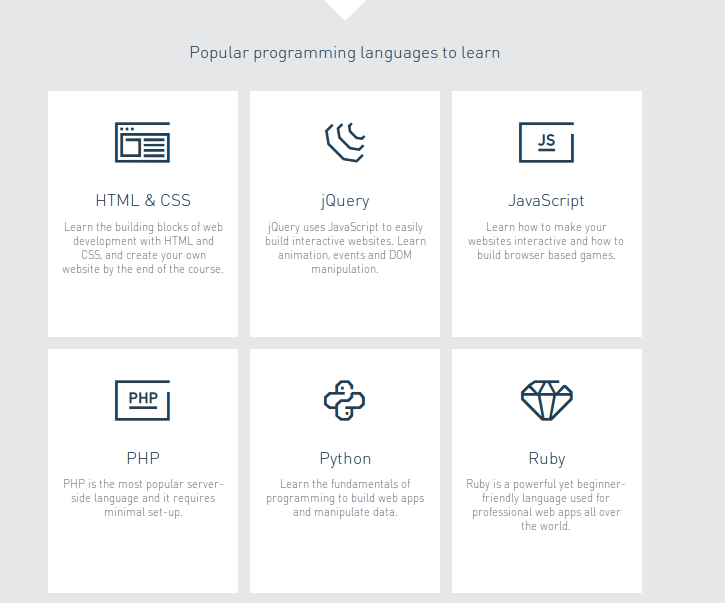 Popular programming languages to learn
HTML & CSS
Learn the building blocks of web
development with HTML and
CSS, and create your own
website by the end of the course.
jQuery
jQuery uses JavaScript to easily
build interactive websites. Learn
animation, events and DOM
manipulation.
JS
JavaScript
Learn how to make your
websites interactive and how to
build browser based games.
PHP
PHP
PHP is the most popular server-
side language and it requires
minimal set-up.
Python
Learn the fundamentals of
programming to build web apps
and manipulate data.
Ruby
Ruby is a powerful yet beginner-
friendly language used for
professional web apps all over
the world.